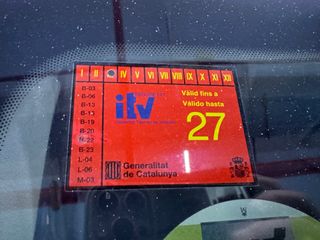 I II IV V VI VII VIII IX X XI XII
B-03
B-06
B-13
B-15
B-19
B-20
B-22
B-23
L-04
L-06
M-03
itv
Vàlid fins a
Válido hasta
27
Generalitat
de Catalunya